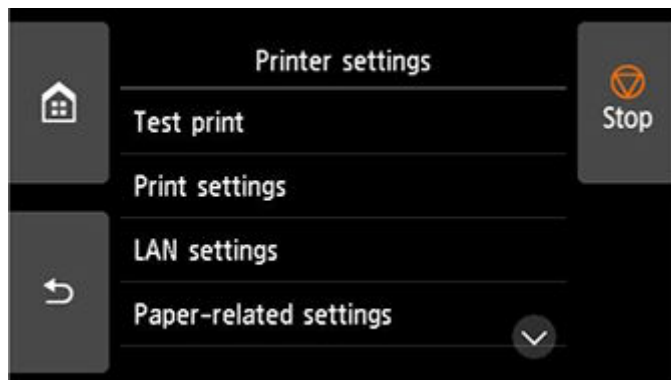 Printer settings
Stop
Test print
Print settings
LAN settings
Paper-related settings